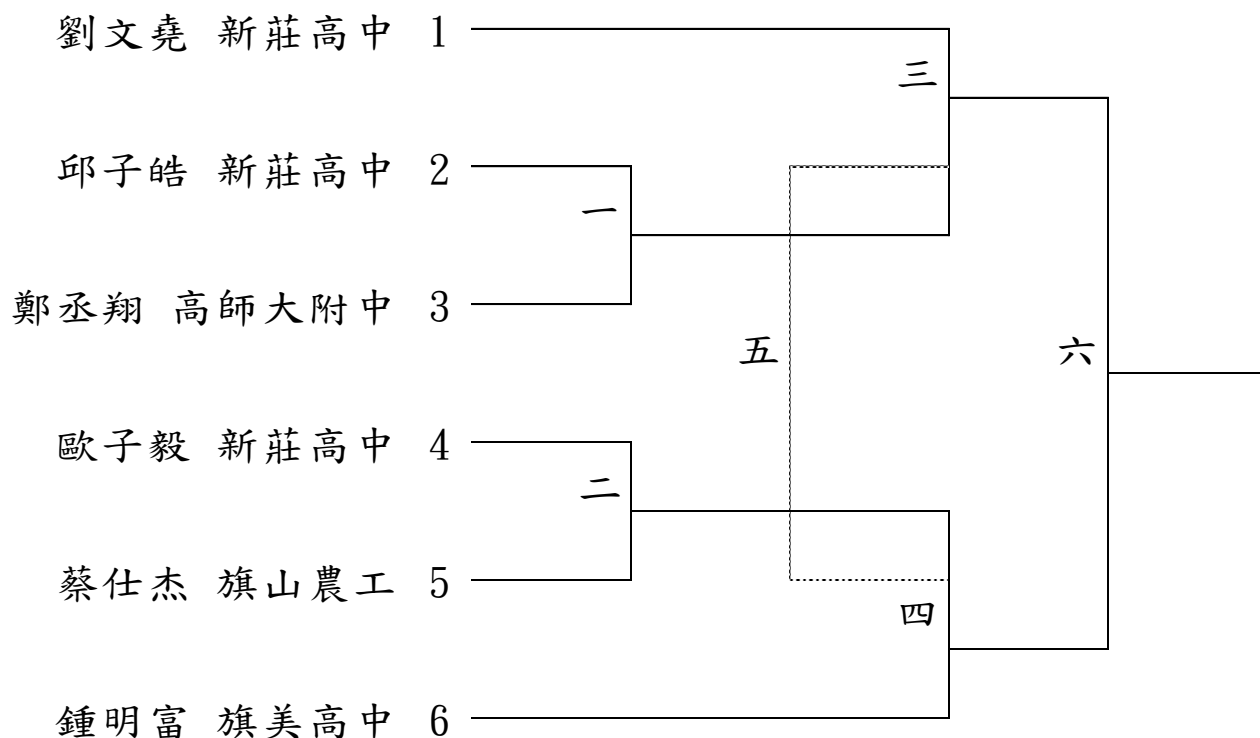 劉文堯 新莊高中 1
三
邱子皓 新莊高中 2
一
鄭丞翔 高師大附中 3
五
六
歐子毅 新莊高中 4
二
蔡仕杰 旗山農工 5
四
鍾明富 旗美高中 6